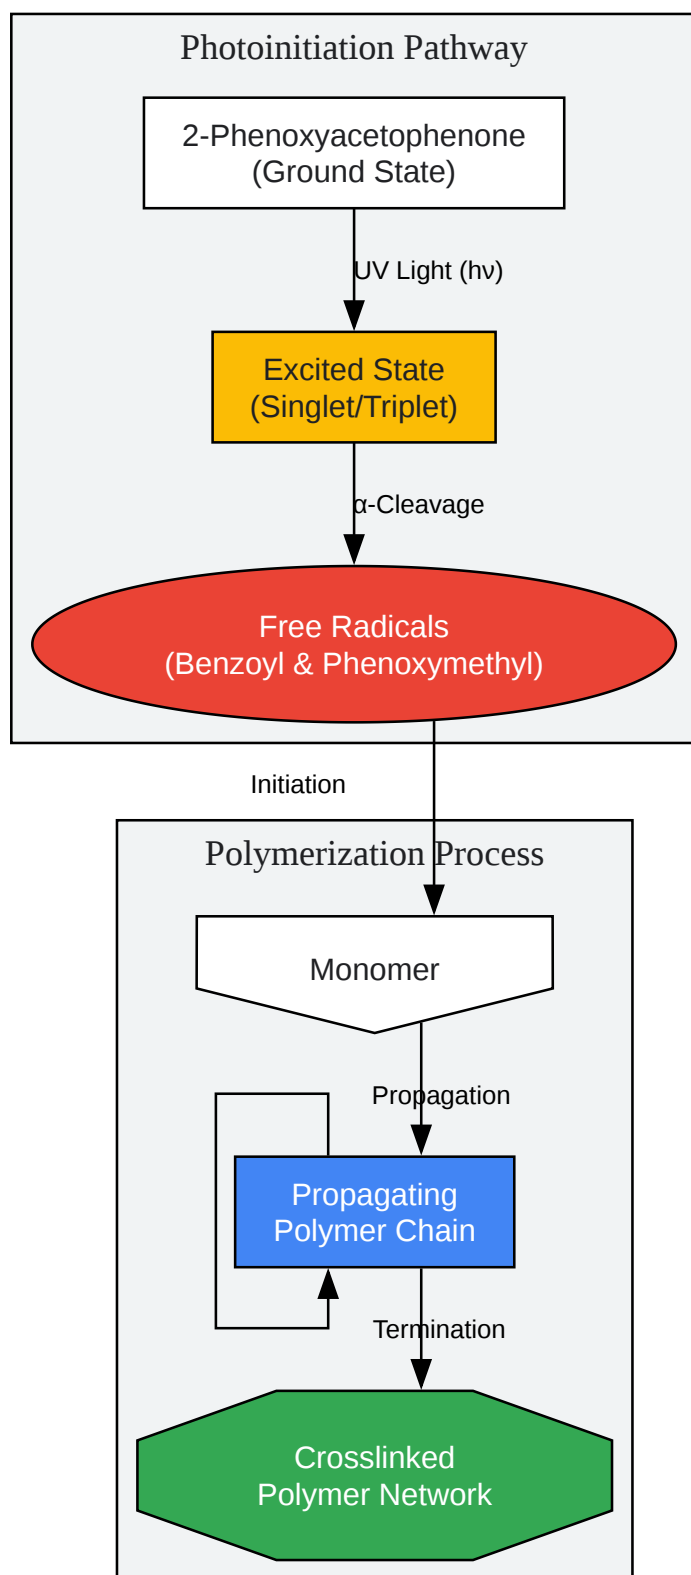 Photoinitiation Pathway
2-Phenoxyacetophenone
(Ground State)
UV Light (hν)
Excited State
(Singlet/Triplet)
α-Cleavage
Free Radicals
(Benzoyl & Phenoxymethyl)
Initiation
Polymerization Process
Monomer
Propagation
Propagating
Polymer Chain
Termination
Crosslinked
Polymer Network